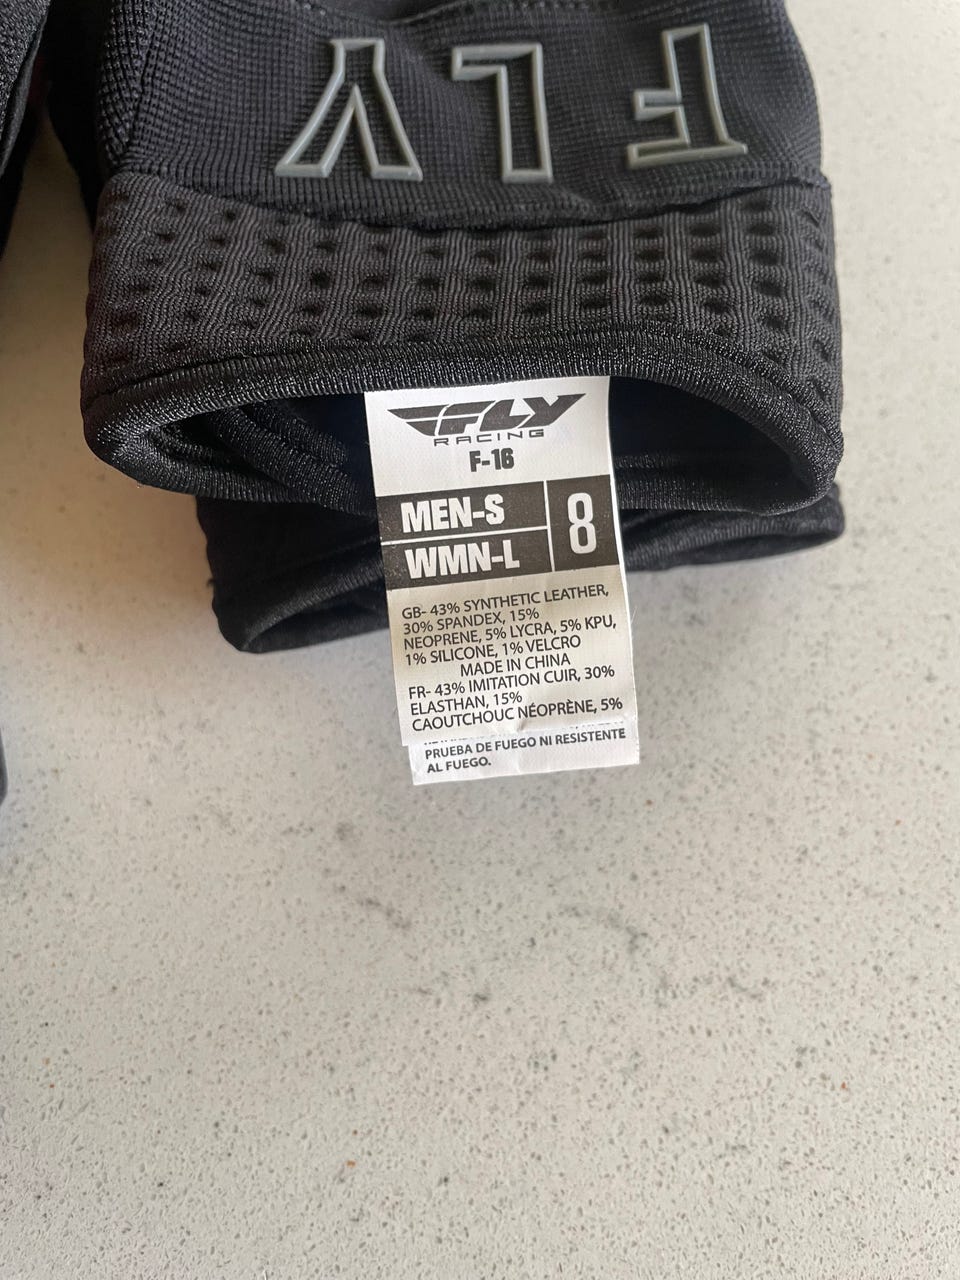 FLY
FLY
RACING
F-16
MEN-S
WMN-L
8
GB- 43% SYNTHETIC LEATHER,
30% SPANDEX, 15%
NEOPRENE, 5% LYCRA, 5% KPU,
1% SILICONE, 1% VELCRO
MADE IN CHINA
FR- 43% IMITATION CUIR, 30%
ELASTHAN, 15%
CAOUTCHOUC NÉOPRÈNE, 5%
PRUEBA DE FUEGO NI RESISTENTE
AL FUEGO.